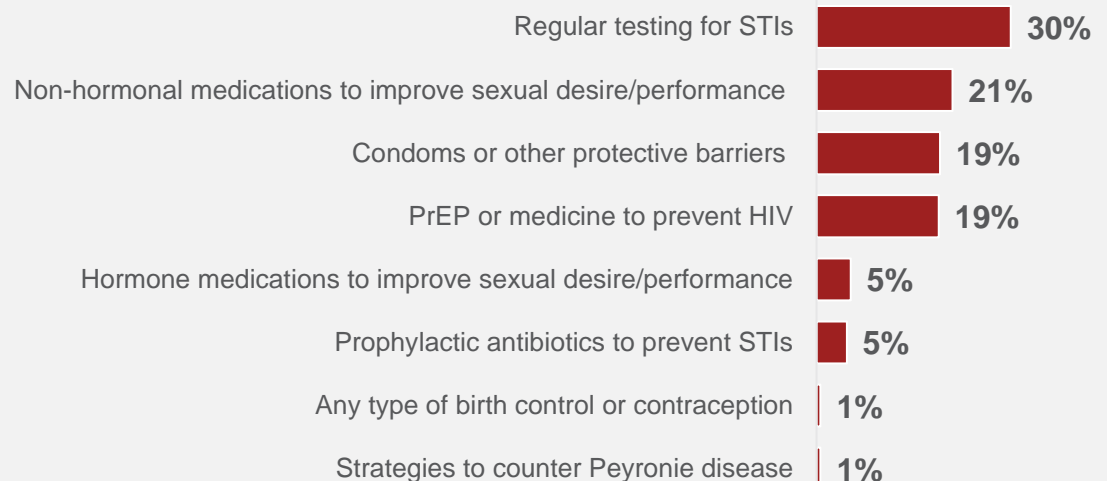 Regular testing for STIs 30%
Non-hormonal medications to improve sexual desire/performance 21%
Condoms or other protective barriers 19%
PrEP or medicine to prevent HIV 19%
Hormone medications to improve sexual desire/performance 5%
Prophylactic antibiotics to prevent STIs 5%
Any type of birth control or contraception 1%
Strategies to counter Peyronie disease 1%